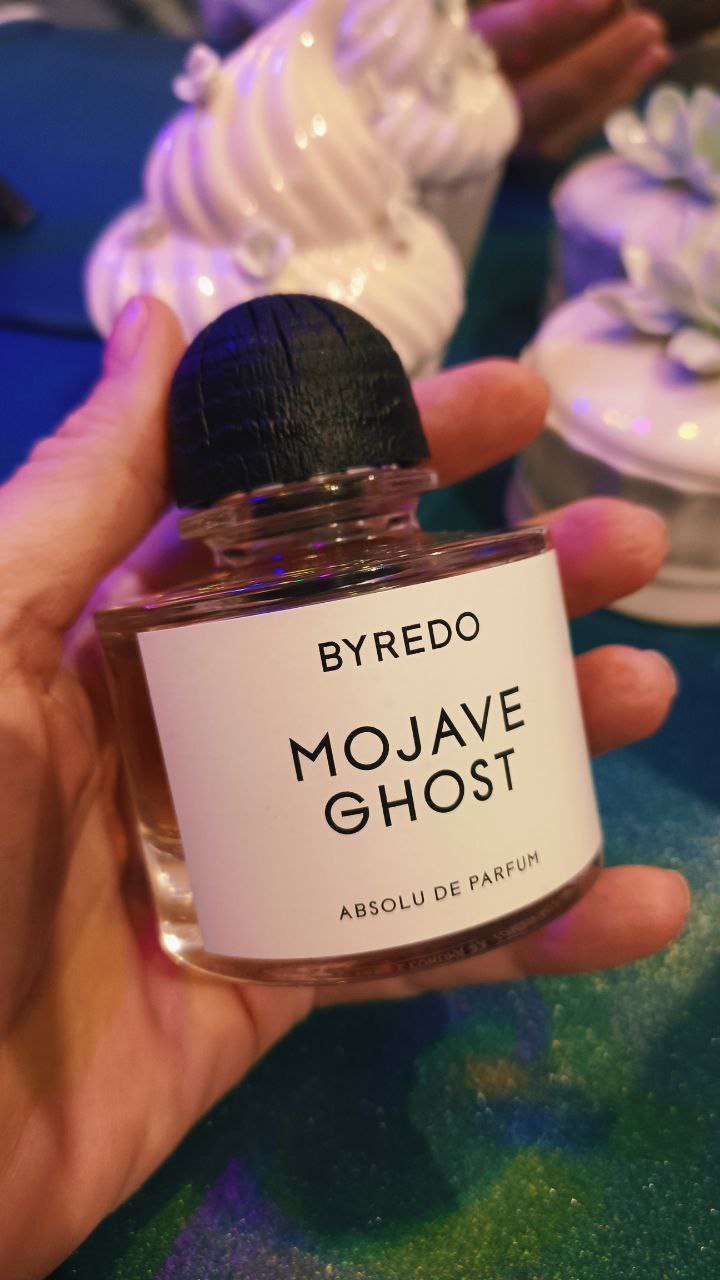 BYREDO
MOJAVE
GHOST
ABSOLU DE PARFUM